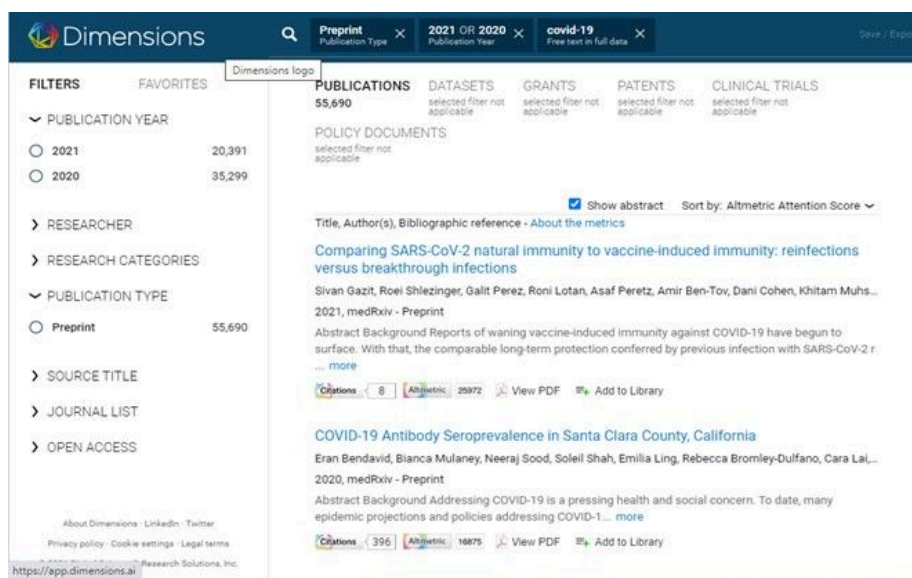 Dimensions
Preprint
Publication Type
2021 OR 2020
Publication Year
covid-19
Free text in full data
Save / Expo
Dimensions logo
FILTERS FAVORITES
PUBLICATION YEAR
2021 20,391
2020 35,299
RESEARCHER
RESEARCH CATEGORIES
PUBLICATION TYPE
Preprint 55,690
SOURCE TITLE
JOURNAL LIST
OPEN ACCESS
About Dimensions · LinkedIn · Twitter
Privacy policy · Cookie settings · Legal terms
Research Solutions, Inc.
https://app.dimensions.ai
PUBLICATIONS
55,690
DATASETS
selected filter not
applicable
GRANTS
selected filter not
applicable
PATENTS
selected filter not
applicable
CLINICAL TRIALS
selected filter not
applicable
POLICY DOCUMENTS
selected filter not
applicable
Show abstract Sort by: Altmetric Attention Score
Title, Author(s), Bibliographic reference - About the metrics
Comparing SARS-CoV-2 natural immunity to vaccine-induced immunity: reinfections
versus breakthrough infections
Sivan Gazit, Roei Shlezinger, Galit Perez, Roni Lotan, Asaf Peretz, Amir Ben-Tov, Dani Cohen, Khitam Muhs...
2021, medRxiv - Preprint
Abstract Background Reports of waning vaccine-induced immunity against COVID-19 have begun to
surface. With that, the comparable long-term protection conferred by previous infection with SARS-CoV-2 r
... more
Citations 8 Altmetric 25972 View PDF Add to Library
COVID-19 Antibody Seroprevalence in Santa Clara County, California
Eran Bendavid, Bianca Mulaney, Neeraj Sood, Soleil Shah, Emilia Ling, Rebecca Bromley-Dulfano, Cara Lai,...
2020, medRxiv - Preprint
Abstract Background Addressing COVID-19 is a pressing health and social concern. To date, many
epidemic projections and policies addressing COVID-1... more
Citations 396 Altmetric 16875 View PDF Add to Library